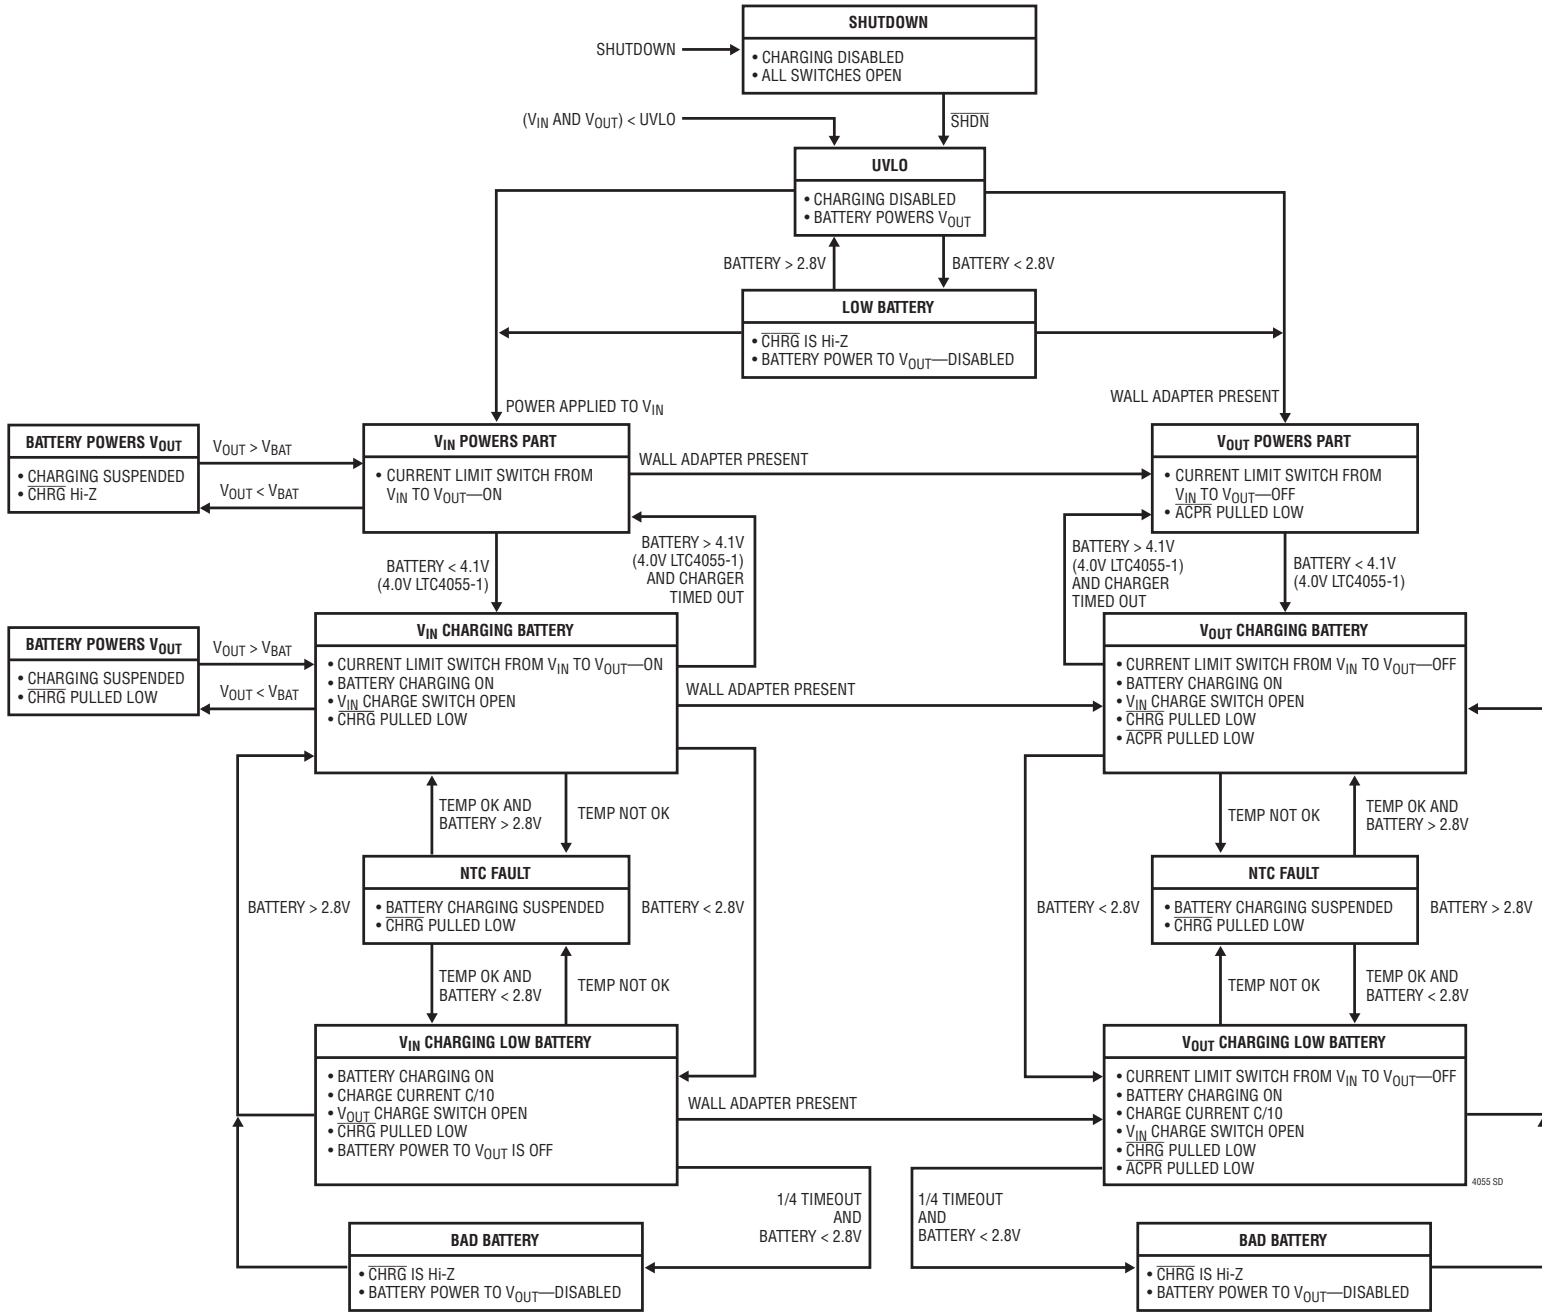 SHUTDOWN
SHUTDOWN
• CHARGING DISABLED
• ALL SWITCHES OPEN
(VIN AND VOUT) < UVLO
SHDN
UVLO
• CHARGING DISABLED
• BATTERY POWERS VOUT
BATTERY > 2.8V
BATTERY < 2.8V
LOW BATTERY
• CHRG IS Hi-Z
• BATTERY POWER TO VOUT—DISABLED
POWER APPLIED TO VIN
WALL ADAPTER PRESENT
BATTERY POWERS VOUT
• CHARGING SUSPENDED
• CHRG Hi-Z
VOUT > VBAT
VOUT < VBAT
VIN POWERS PART
• CURRENT LIMIT SWITCH FROM
VIN TO VOUT—ON
WALL ADAPTER PRESENT
VOUT POWERS PART
• CURRENT LIMIT SWITCH FROM
VIN TO VOUT—OFF
• ACPR PULLED LOW
BATTERY < 4.1V
(4.0V LTC4055-1)
BATTERY > 4.1V
(4.0V LTC4055-1)
AND CHARGER
TIMED OUT
BATTERY > 4.1V
(4.0V LTC4055-1)
AND CHARGER
TIMED OUT
BATTERY < 4.1V
(4.0V LTC4055-1)
BATTERY POWERS VOUT
• CHARGING SUSPENDED
• CHRG PULLED LOW
VOUT > VBAT
VOUT < VBAT
VIN CHARGING BATTERY
• CURRENT LIMIT SWITCH FROM VIN TO VOUT—ON
• BATTERY CHARGING ON
• VIN CHARGE SWITCH OPEN
• CHRG PULLED LOW
WALL ADAPTER PRESENT
VOUT CHARGING BATTERY
• CURRENT LIMIT SWITCH FROM VIN TO VOUT—OFF
• BATTERY CHARGING ON
• VIN CHARGE SWITCH OPEN
• CHRG PULLED LOW
• ACPR PULLED LOW
TEMP OK AND
BATTERY > 2.8V
TEMP NOT OK
TEMP NOT OK
TEMP OK AND
BATTERY > 2.8V
BATTERY > 2.8V
NTC FAULT
• BATTERY CHARGING SUSPENDED
• CHRG PULLED LOW
BATTERY < 2.8V
BATTERY < 2.8V
NTC FAULT
• BATTERY CHARGING SUSPENDED
• CHRG PULLED LOW
BATTERY > 2.8V
TEMP OK AND
BATTERY < 2.8V
TEMP NOT OK
TEMP NOT OK
TEMP OK AND
BATTERY < 2.8V
VIN CHARGING LOW BATTERY
• BATTERY CHARGING ON
• CHARGE CURRENT C/10
• VOUT CHARGE SWITCH OPEN
• CHRG PULLED LOW
• BATTERY POWER TO VOUT IS OFF
WALL ADAPTER PRESENT
VOUT CHARGING LOW BATTERY
• CURRENT LIMIT SWITCH FROM VIN TO VOUT—OFF
• BATTERY CHARGING ON
• CHARGE CURRENT C/10
• VIN CHARGE SWITCH OPEN
• CHRG PULLED LOW
• ACPR PULLED LOW
4055 SD
1/4 TIMEOUT
AND
BATTERY < 2.8V
1/4 TIMEOUT
AND
BATTERY < 2.8V
BAD BATTERY
• CHRG IS Hi-Z
• BATTERY POWER TO VOUT—DISABLED
BAD BATTERY
• CHRG IS Hi-Z
• BATTERY POWER TO VOUT—DISABLED